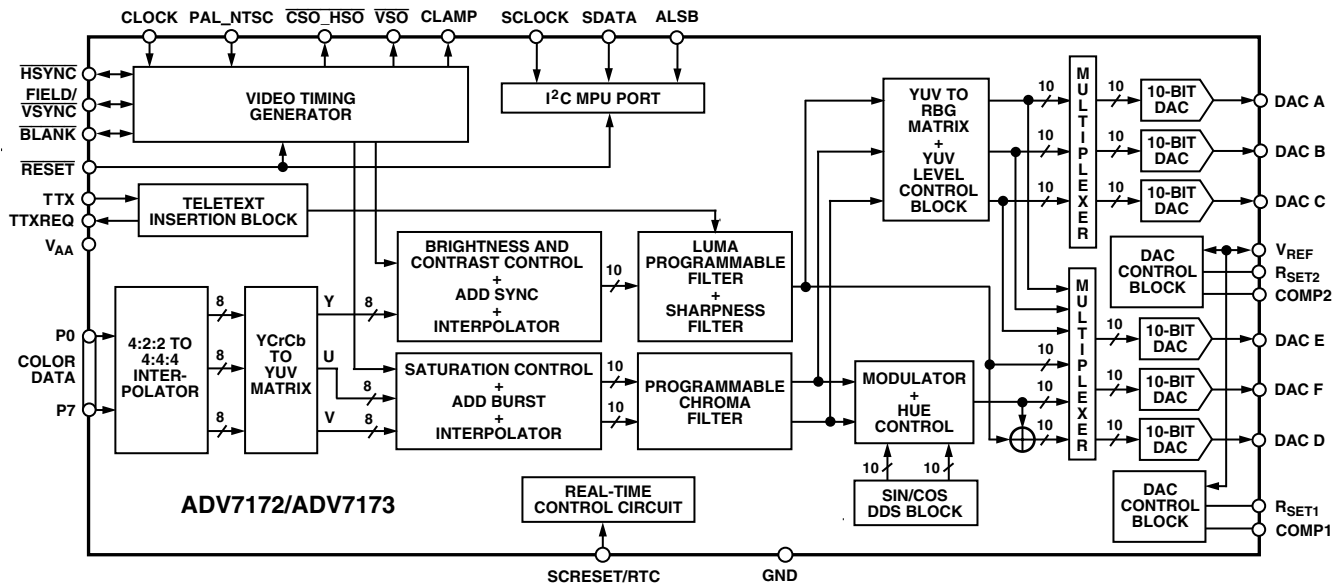 CLOCK PAL_NTSC CSO_HSO VSO CLAMP SCLOCK SDATA ALSB
HSYNC
FIELD/
VSYNC
BLANK
RESET
TTX
TTXREQ
VAA
P0
COLOR
DATA
P7
VIDEO TIMING
GENERATOR
I2C MPU PORT
TELETEXT
INSERTION BLOCK
4:2:2 TO
4:4:4
INTER-
POLATOR
8
8
8
YCrCb
TO
YUV
MATRIX
Y
8
U
8
V
8
BRIGHTNESS AND
CONTRAST CONTROL
+
ADD SYNC
+
INTERPOLATOR
10
SATURATION CONTROL
+
ADD BURST
+
INTERPOLATOR
10
10
LUMA
PROGRAMMABLE
FILTER
+
SHARPNESS
FILTER
PROGRAMMABLE
CHROMA
FILTER
YUV TO
RBG
MATRIX
+
YUV
LEVEL
CONTROL
BLOCK
10
10
10
MODULATOR
+
HUE
CONTROL
10
10
SIN/COS
DDS BLOCK
10
10
10
MULTIPLEXER
10
10
10
10-BIT
DAC
10-BIT
DAC
10-BIT
DAC
DAC A
DAC B
DAC C
DAC
CONTROL
BLOCK
VREF
RSET2
COMP2
MULTIPLEXER
10
10
10
10-BIT
DAC
10-BIT
DAC
10-BIT
DAC
DAC E
DAC F
DAC D
DAC
CONTROL
BLOCK
RSET1
COMP1
ADV7172/ADV7173
REAL-TIME
CONTROL CIRCUIT
SCRESET/RTC
GND